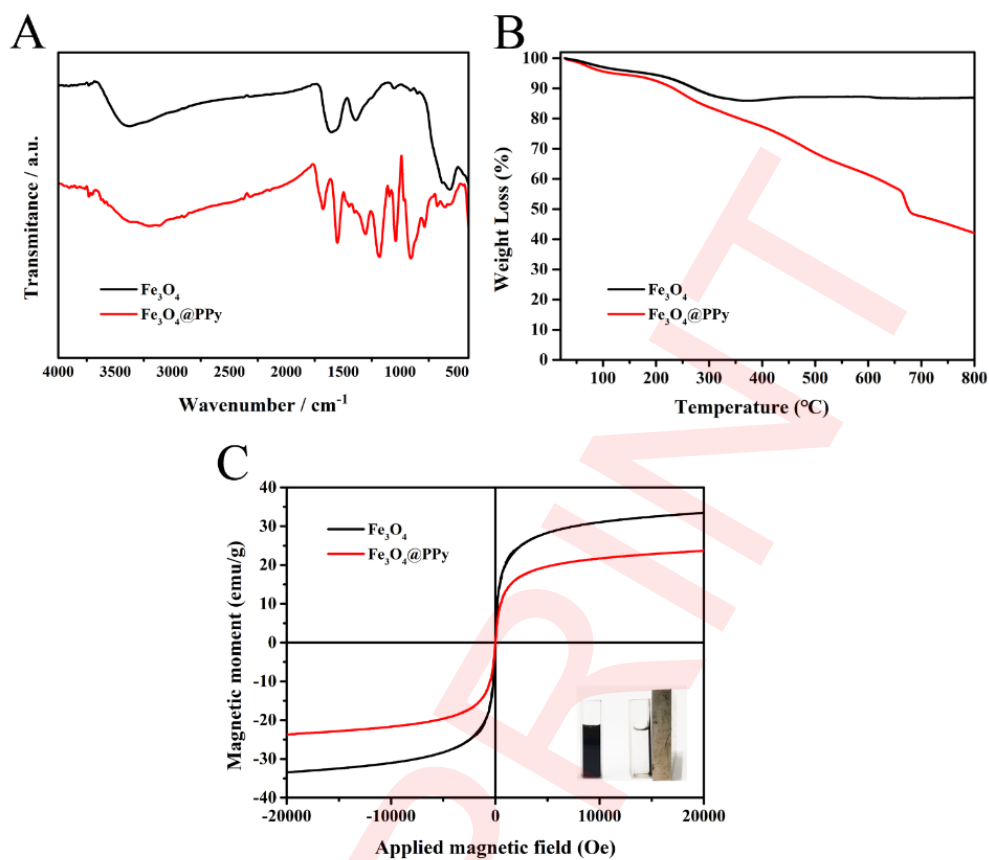 A
Transmitance / a.u.
Fe₃O₄
Fe₃O₄@PPy
4000 3500 3000 2500 2000 1500 1000 500
Wavenumber / cm⁻¹
B
Weight Loss (%)
100
90
80
70
60
50
40
30
20
10
0
Fe₃O₄
Fe₃O₄@PPy
100 200 300 400 500 600 700 800
Temperature (°C)
C
Magnetic moment (emu/g)
40
30
20
10
0
-10
-20
-30
-40
Fe₃O₄
Fe₃O₄@PPy
-20000 -10000 0 10000 20000
Applied magnetic field (Oe)
PRINT